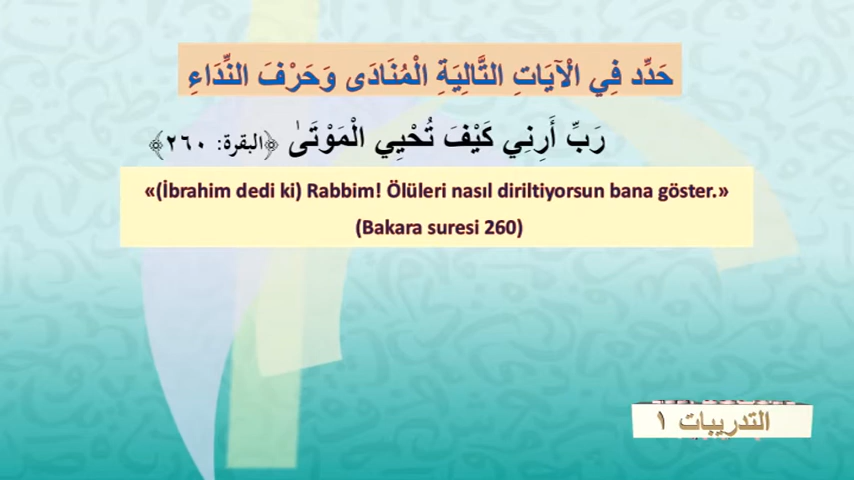 حَدِّد فِي الْآيَاتِ التَّالِيَةِ الْمُنَادَى وَحَرْفَ النِّدَاءِ
رَبِّ أَرِنِي كَيْفَ تُحْيِي الْمَوْتَىٰ ﴿البقرة: ٢٦٠﴾
«(İbrahim dedi ki) Rabbim! Ölüleri nasıl diriltiyorsun bana göster.»
(Bakara suresi 260)
التدريبات ١